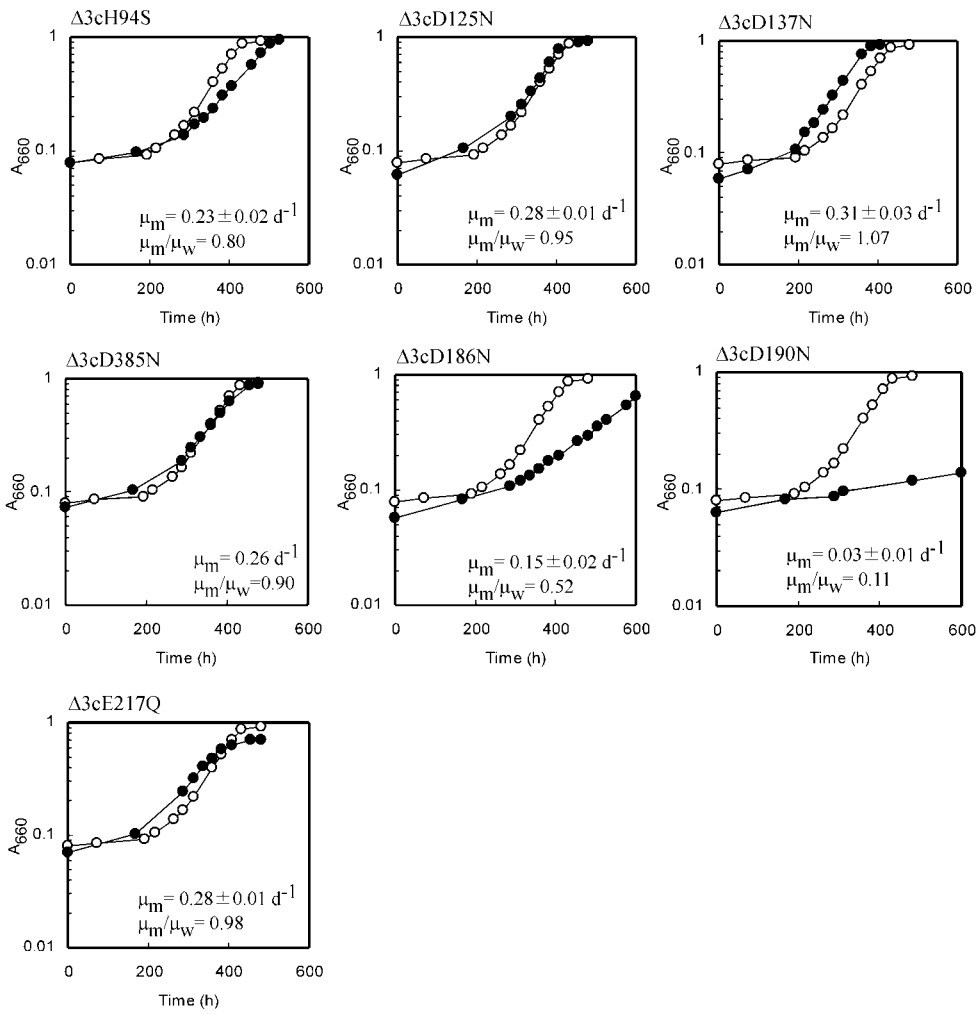 Δ3cH94S
1
0.1
0.01
A660
0 200 400 600
Time (h)
μm= 0.23±0.02 d-1
μm/μw= 0.80
Δ3cD125N
1
0.1
0.01
A660
0 200 400 600
Time (h)
μm= 0.28±0.01 d-1
μm/μw= 0.95
Δ3cD137N
1
0.1
0.01
A660
0 200 400 600
Time (h)
μm= 0.31±0.03 d-1
μm/μw= 1.07
Δ3cD385N
1
0.1
0.01
A660
0 200 400 600
Time (h)
μm= 0.26 d-1
μm/μw=0.90
Δ3cD186N
1
0.1
0.01
A660
0 200 400 600
Time (h)
μm= 0.15±0.02 d-1
μm/μw= 0.52
Δ3cD190N
1
0.1
0.01
A660
0 200 400 600
Time (h)
μm= 0.03±0.01 d-1
μm/μw= 0.11
Δ3cE217Q
1
0.1
0.01
A660
0 200 400 600
Time (h)
μm= 0.28±0.01 d-1
μm/μw= 0.98